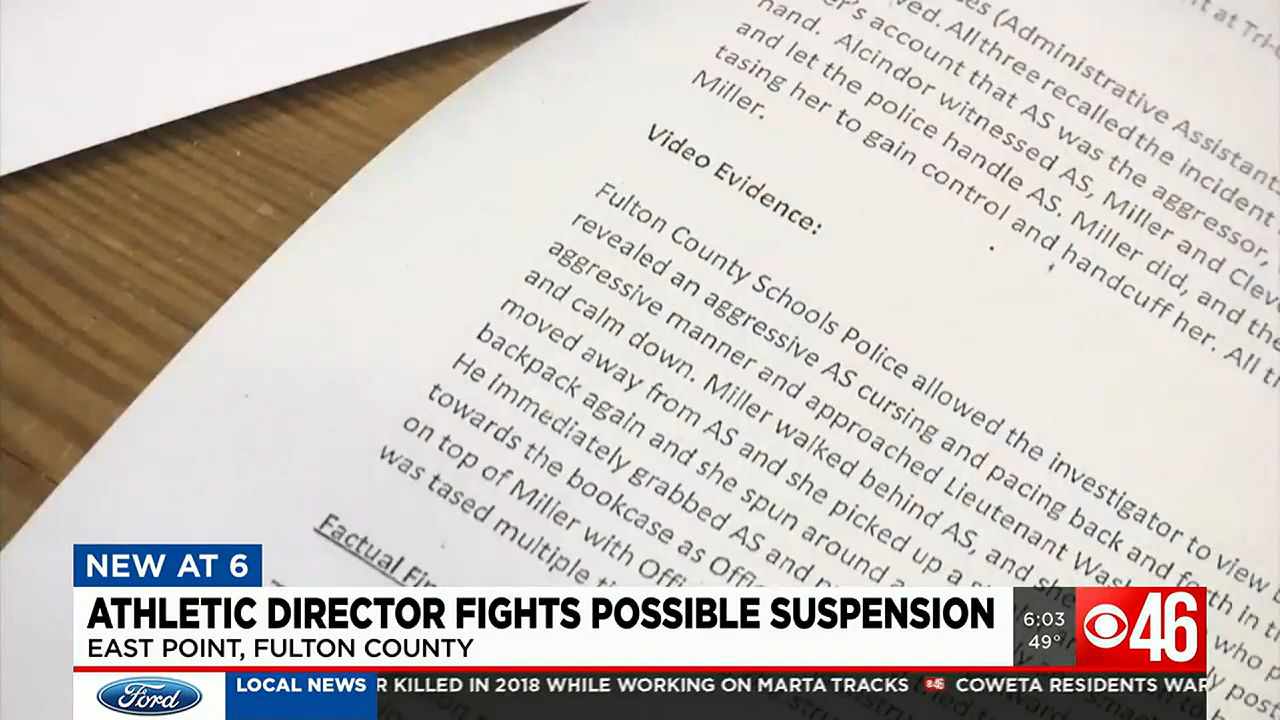 nt at Tri-
es (Administrative Assistant
ved. All three recalled the incident
r's account that AS was the aggressor,
hand. Alcindor witnessed AS, Miller and Clev
and let the police handle AS. Miller did, and the
tasing her to gain control and handcuff her. All t
Miller.
Video Evidence:
Fulton County Schools Police allowed the investigator to view
revealed an aggressive AS cursing and pacing back and forth in t
aggressive manner and approached Lieutenant Was
and calm down. Miller walked behind AS, and she who p
moved away from AS and she picked up a
backpack again and she spun around
He immediately grabbed AS and
towards the bookcase as Offi
on top of Miller with Offi
was tased multiple
Factual Fi
NEW AT 6
ATHLETIC DIRECTOR FIGHTS POSSIBLE SUSPENSION
EAST POINT, FULTON COUNTY
6:03
49°
46
Ford
LOCAL NEWS R KILLED IN 2018 WHILE WORKING ON MARTA TRACKS 46 COWETA RESIDENTS WAR